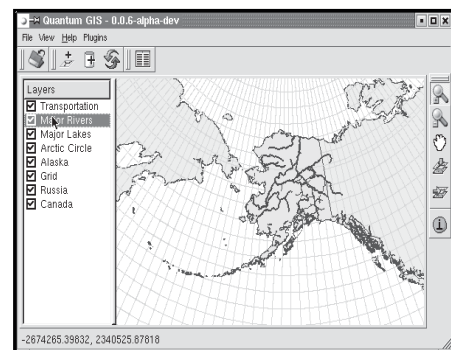 Quantum GIS - 0.0.6-alpha-dev
File View Help Plugins
Layers
Transportation
Major Rivers
Major Lakes
Arctic Circle
Alaska
Grid
Russia
Canada
-2674265.39832, 2340525.87818